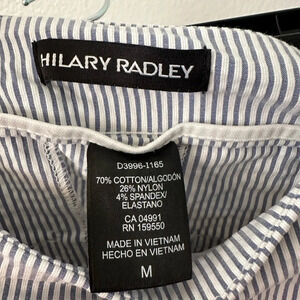 HILARY RADLEY
D3996-1165
70% COTTON/ALGODÓN
26% NYLON
4% SPANDEX/
ELASTANO
CA 04991
RN 159550
MADE IN VIETNAM
HECHO EN VIETNAM
M